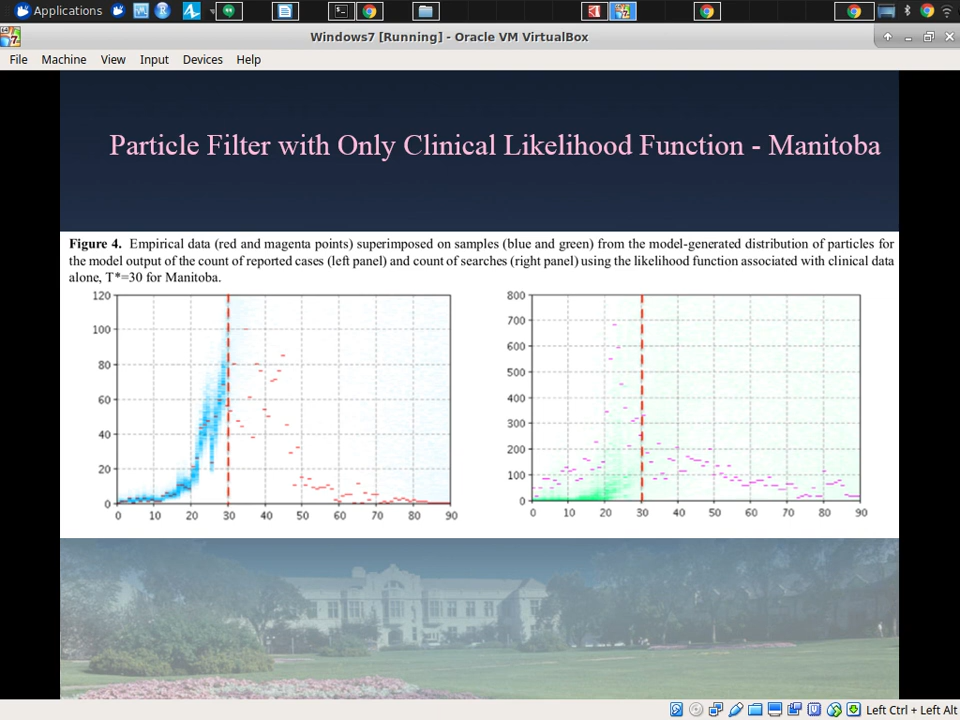 Applications
Windows7 [Running] - Oracle VM VirtualBox
File Machine View Input Devices Help
Particle Filter with Only Clinical Likelihood Function - Manitoba
Figure 4. Empirical data (red and magenta points) superimposed on samples (blue and green) from the model-generated distribution of particles for
the model output of the count of reported cases (left panel) and count of searches (right panel) using the likelihood function associated with clinical data
alone, T*=30 for Manitoba.
120
100
80
60
40
20
0
0 10 20 30 40 50 60 70 80 90
800
700
600
500
400
300
200
100
0
0 10 20 30 40 50 60 70 80 90
Left Ctrl + Left Alt